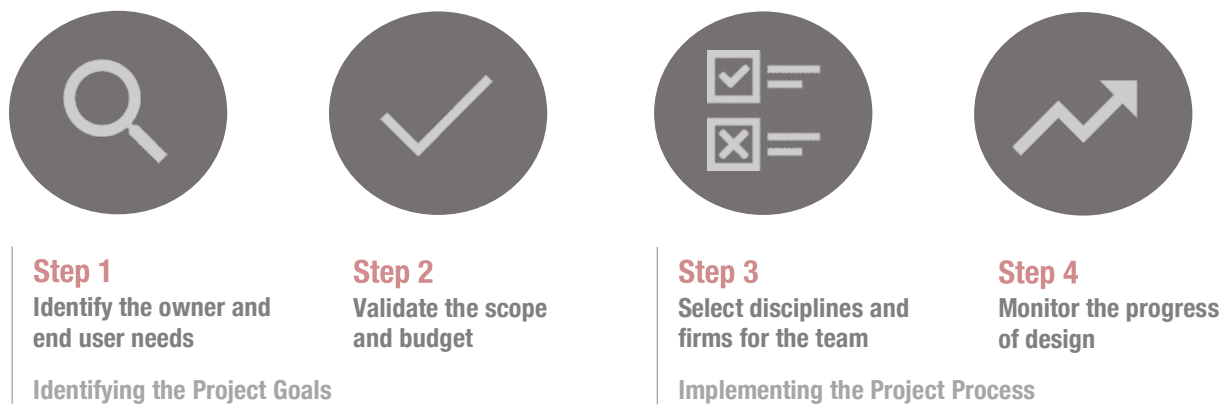 Step 1
Identify the owner and
end user needs
Step 2
Validate the scope
and budget
Identifying the Project Goals
Step 3
Select disciplines and
firms for the team
Step 4
Monitor the progress
of design
Implementing the Project Process